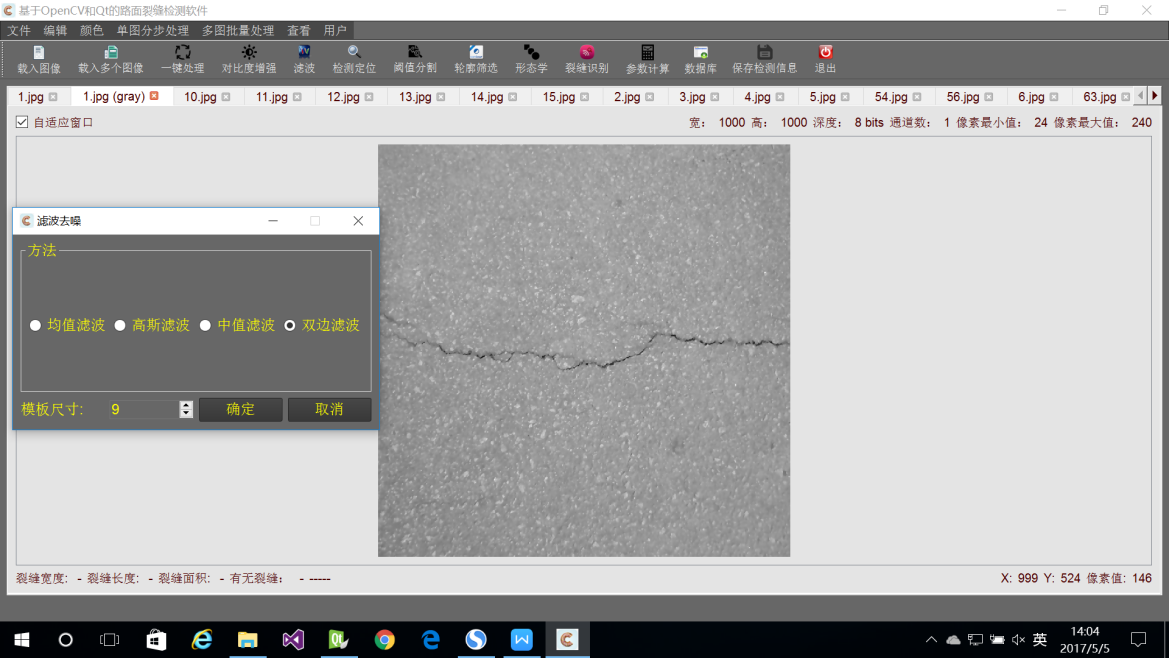 基于OpenCV和Qt的路面裂缝检测软件
文件 编辑 颜色 单图分步处理 多图批量处理 查看 用户
载入图像 载入多个图像 一键处理 对比度增强 滤波 检测定位 阈值分割 轮廓筛选 形态学 裂缝识别 参数计算 数据库 保存检测信息 退出
1.jpg 1.jpg (gray) 10.jpg 11.jpg 12.jpg 13.jpg 14.jpg 15.jpg 2.jpg 3.jpg 4.jpg 5.jpg 54.jpg 56.jpg 6.jpg 63.jpg
自适应窗口 宽: 1000 高: 1000 深度: 8 bits 通道数: 1 像素最小值: 24 像素最大值: 240
滤波去噪
方法
均值滤波 高斯滤波 中值滤波 双边滤波
模板尺寸: 9 确定 取消
裂缝宽度: - 裂缝长度: - 裂缝面积: - 有无裂缝: - ----- X: 999 Y: 524 像素值: 146
英 14:04
2017/5/5